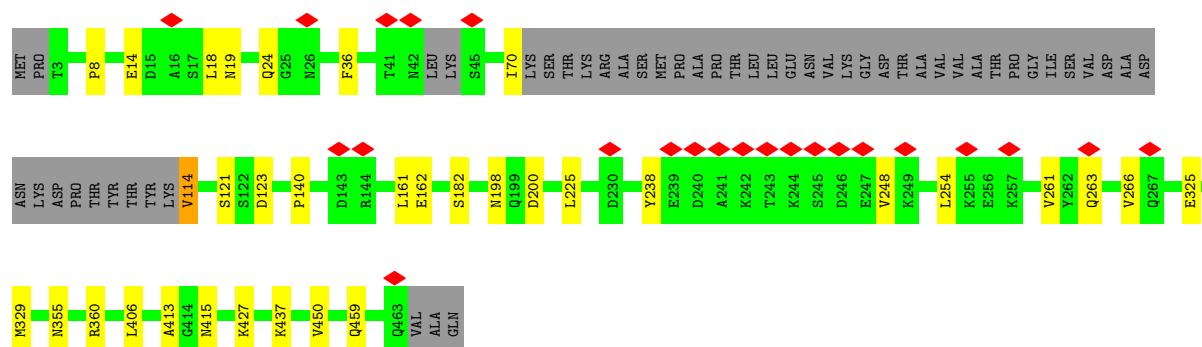 MET PRO T3 P8 E14 D15 A16 S17 L18 N19 Q24 G25 N26 F36 T41 N42 LEU LYS S45 I70 LYS SER THR LYS ARG ALA SER MET PRO ALA PRO THR LEU LEU GLU ASN VAL LYS GLY ASP THR ALA VAL VAL ALA THR PRO GLY ILE SER VAL ASP ALA ASP
ASN LYS ASP PRO THR TYR THR TYR LYS V114 S121 S122 D123 P140 D143 R144 L161 E162 S182 N198 Q199 D200 L225 D230 Y238 E239 D240 A241 K242 T243 K244 S245 D246 E247 V248 K249 L254 K255 E256 K257 V261 Y262 Q263 V266 Q267 E325
M329 N355 R360 L406 A413 G414 N415 K427 K437 V450 Q459 Q463 VAL ALA GLN